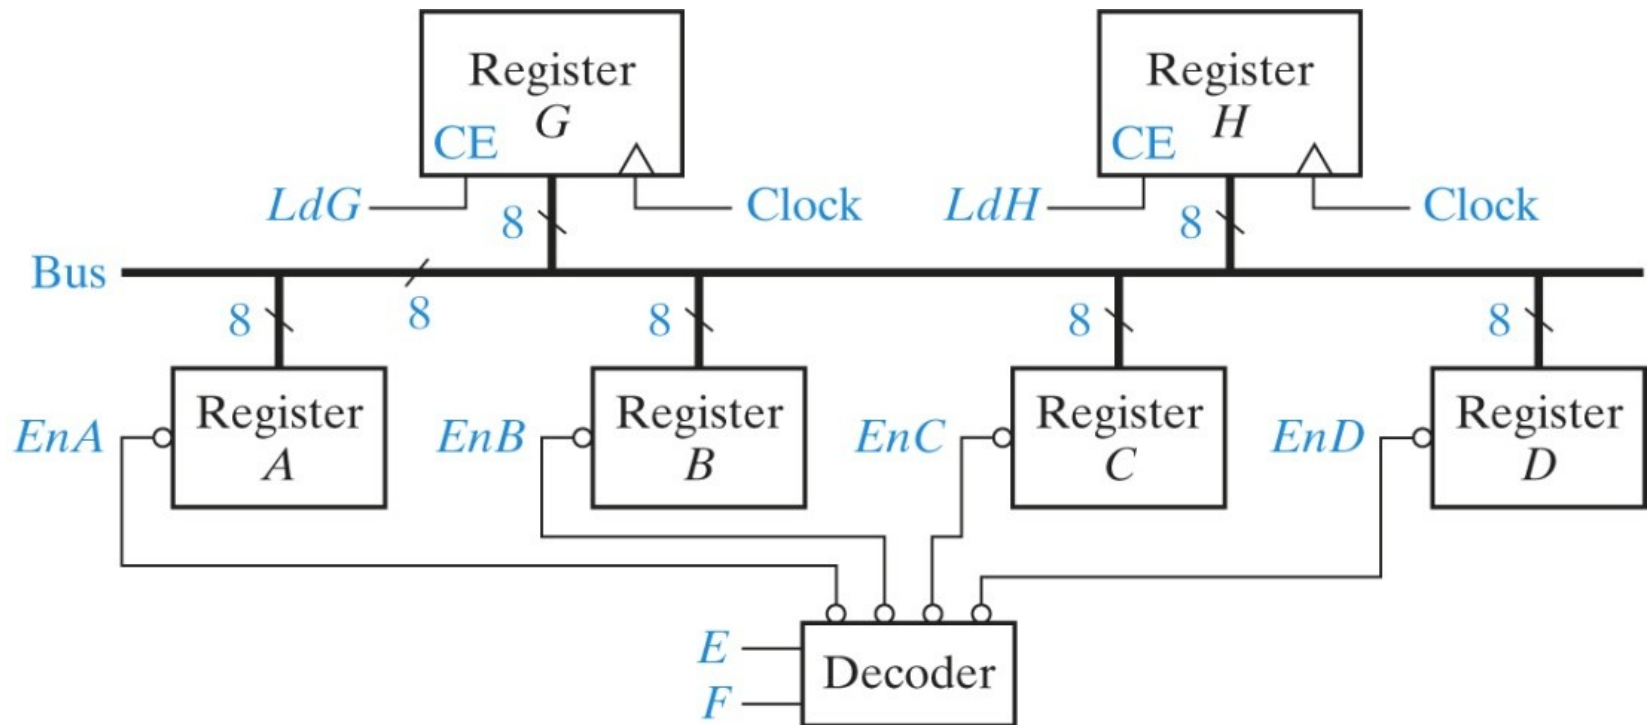 Register
G
CE
Register
H
CE
LdG
8
Clock
LdH
8
Clock
Bus
8
8
8
8
8
EnA
Register
A
EnB
Register
B
EnC
Register
C
EnD
Register
D
E
F
Decoder